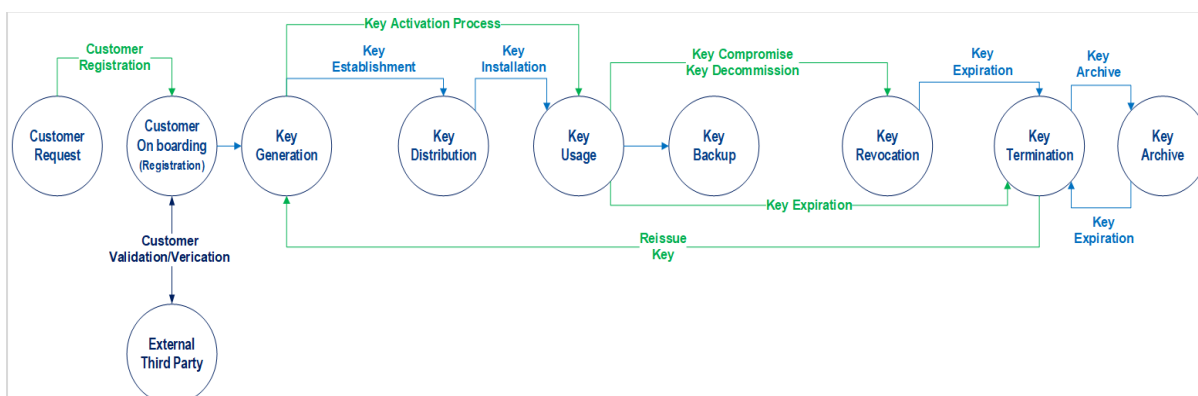 Key Activation Process
Customer
Registration
Key
Establishment
Key
Installation
Key Compromise
Key Decommission
Key
Expiration
Key
Archive
Customer
Request
Customer
On boarding
(Registration)
Key
Generation
Key
Distribution
Key
Usage
Key
Backup
Key
Revocation
Key
Termination
Key
Archive
Key Expiration
Key
Expiration
Reissue
Key
Customer
Validation/Verication
External
Third Party